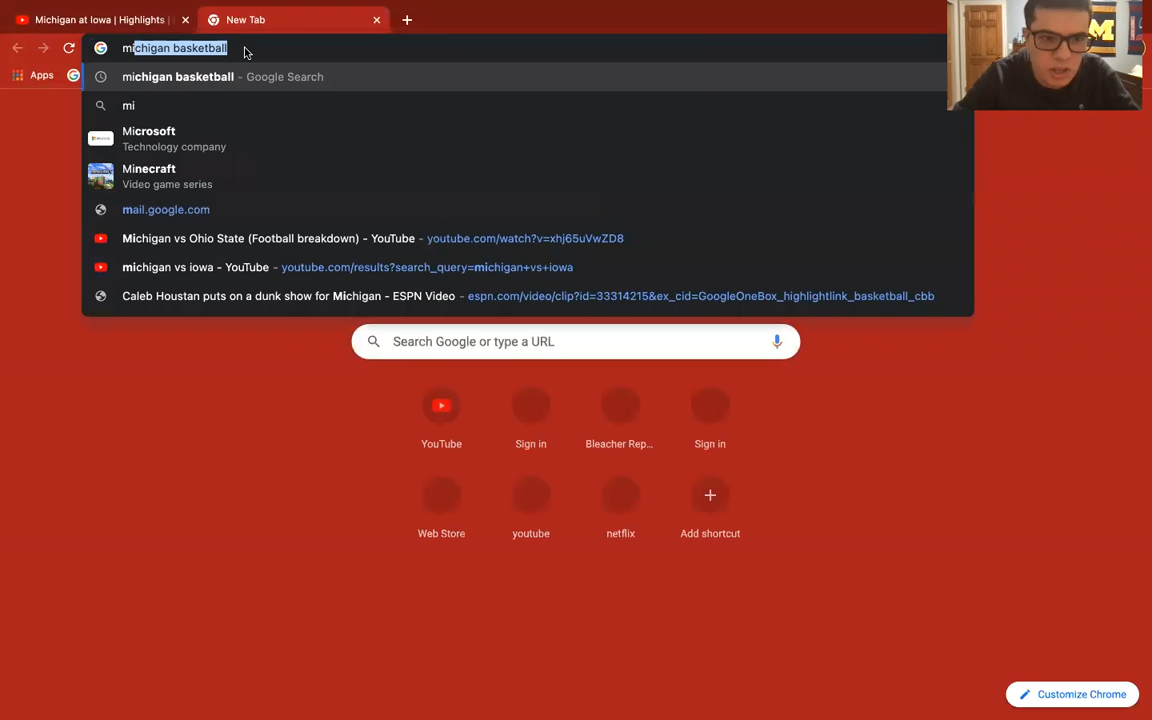 Michigan at Iowa | Highlights |
New Tab
michigan basketball
Apps
michigan basketball - Google Search
mi
Microsoft
Technology company
Minecraft
Video game series
mail.google.com
Michigan vs Ohio State (Football breakdown) - YouTube - youtube.com/watch?v=xhj65uVwZD8
michigan vs iowa - YouTube - youtube.com/results?search_query=michigan+vs+iowa
Caleb Houstan puts on a dunk show for Michigan - ESPN Video - espn.com/video/clip?id=33314215&ex_cid=GoogleOneBox_highlightlink_basketball_cbb
Search Google or type a URL
YouTube
Sign in
Bleacher Rep...
Sign in
Web Store
youtube
netflix
Add shortcut
Customize Chrome
M